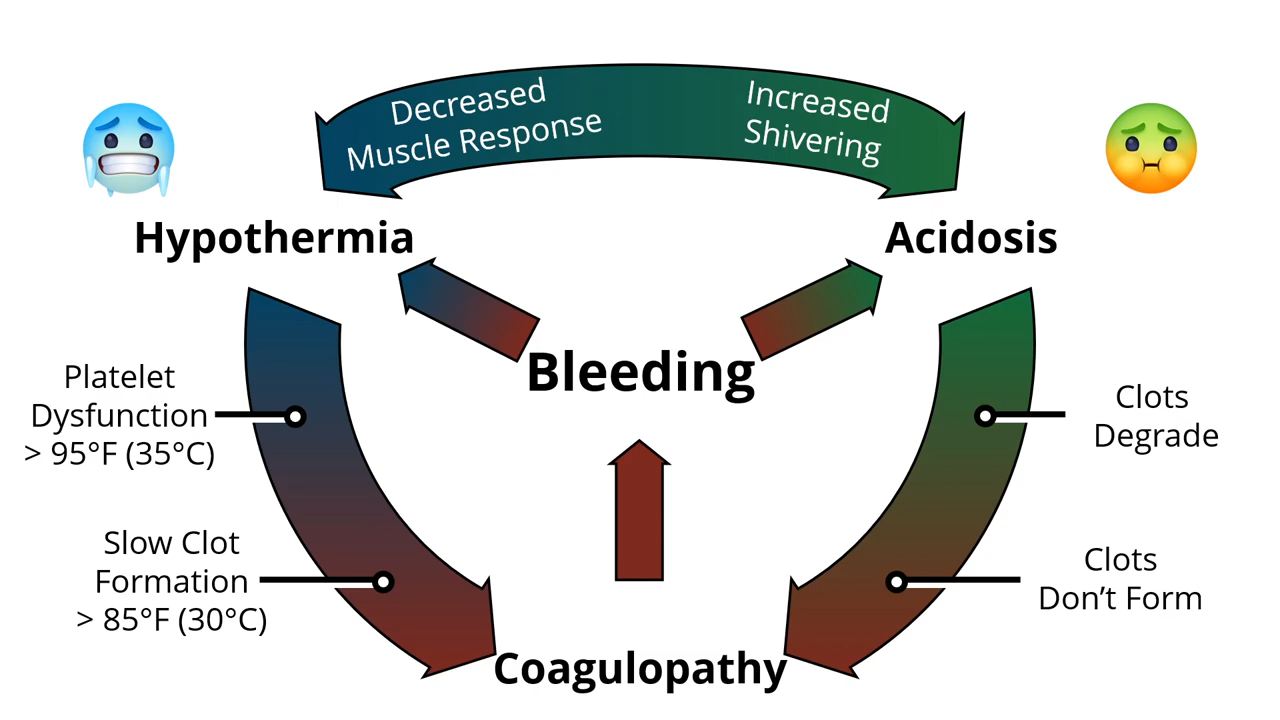 Decreased
Muscle Response
Increased
Shivering
Hypothermia
Acidosis
Bleeding
Platelet
Dysfunction
> 95°F (35°C)
Clots
Degrade
Slow Clot
Formation
> 85°F (30°C)
Clots
Don’t Form
Coagulopathy